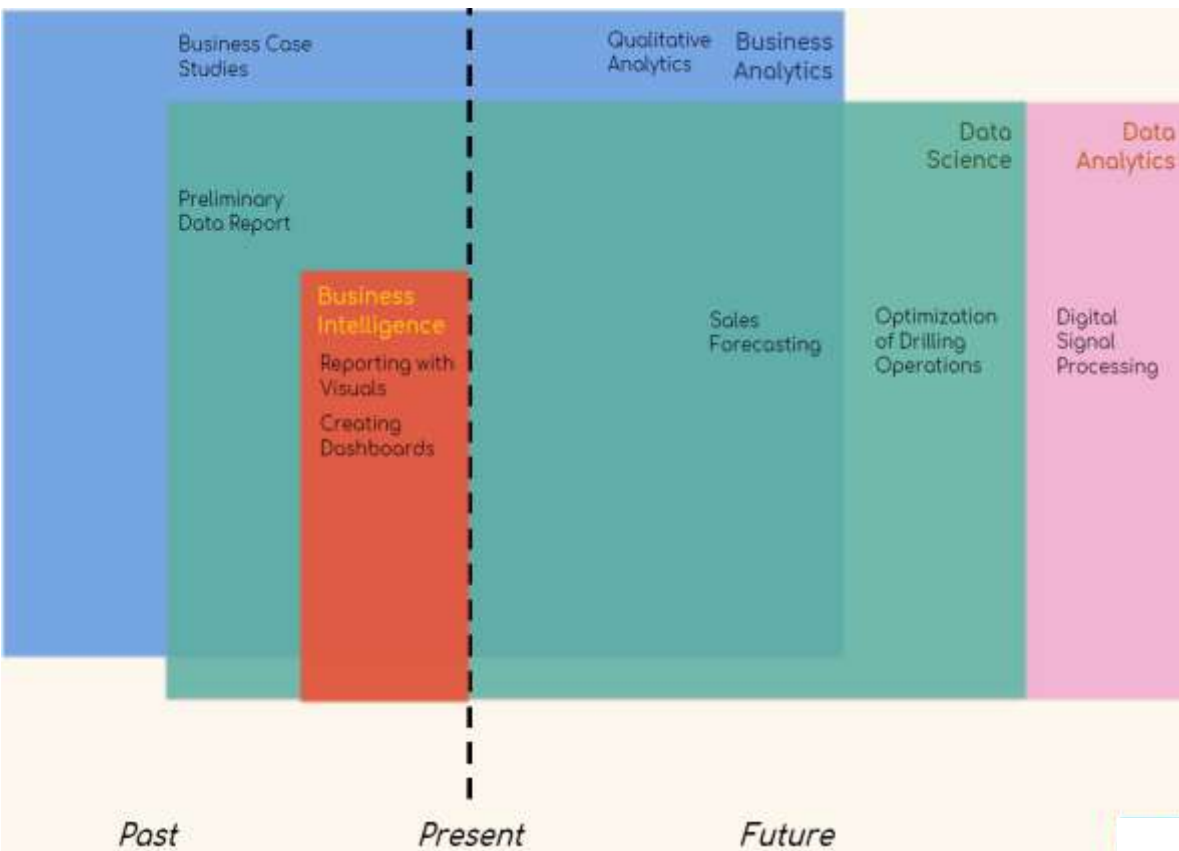 Business Case
Studies
Qualitative
Analytics
Business
Analytics
Data
Science
Data
Analytics
Preliminary
Data Report
Business
Intelligence
Reporting with
Visuals
Creating
Dashboards
Sales
Forecasting
Optimization
of Drilling
Operations
Digital
Signal
Processing
Past
Present
Future